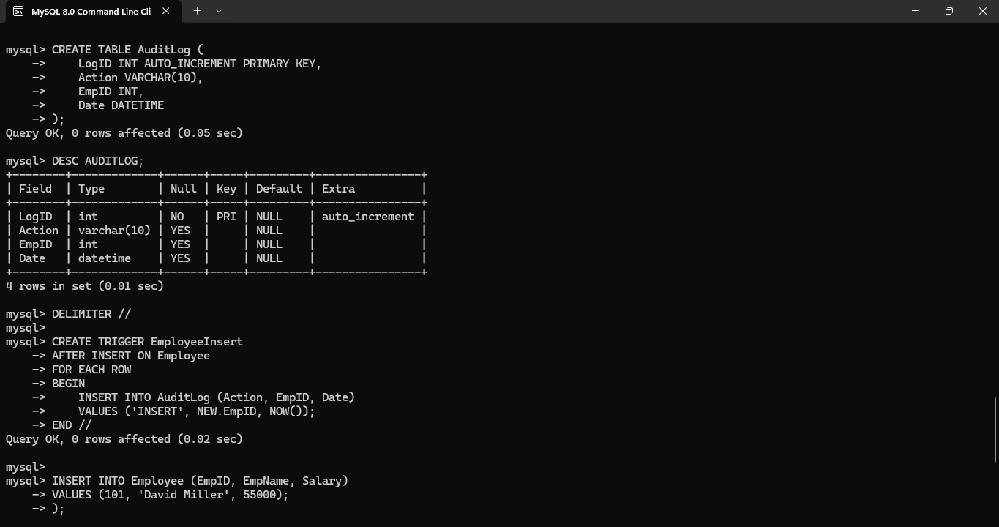 MySQL 8.0 Command Line Cli
mysql> CREATE TABLE AuditLog (
    ->     LogID INT AUTO_INCREMENT PRIMARY KEY,
    ->     Action VARCHAR(10),
    ->     EmpID INT,
    ->     Date DATETIME
    -> );
Query OK, 0 rows affected (0.05 sec)
mysql> DESC AUDITLOG;
+--------+-------------+------+-----+---------+----------------+
| Field  | Type        | Null | Key | Default | Extra          |
+--------+-------------+------+-----+---------+----------------+
| LogID  | int         | NO   | PRI | NULL    | auto_increment |
| Action | varchar(10) | YES  |     | NULL    |                |
| EmpID  | int         | YES  |     | NULL    |                |
| Date   | datetime    | YES  |     | NULL    |                |
+--------+-------------+------+-----+---------+----------------+
4 rows in set (0.01 sec)
mysql> DELIMITER //
mysql>
mysql> CREATE TRIGGER EmployeeInsert
    -> AFTER INSERT ON Employee
    -> FOR EACH ROW
    -> BEGIN
    ->     INSERT INTO AuditLog (Action, EmpID, Date)
    ->     VALUES ('INSERT', NEW.EmpID, NOW());
    -> END //
Query OK, 0 rows affected (0.02 sec)
mysql>
mysql> INSERT INTO Employee (EmpID, EmpName, Salary)
    -> VALUES (101, 'David Miller', 55000);
    -> );